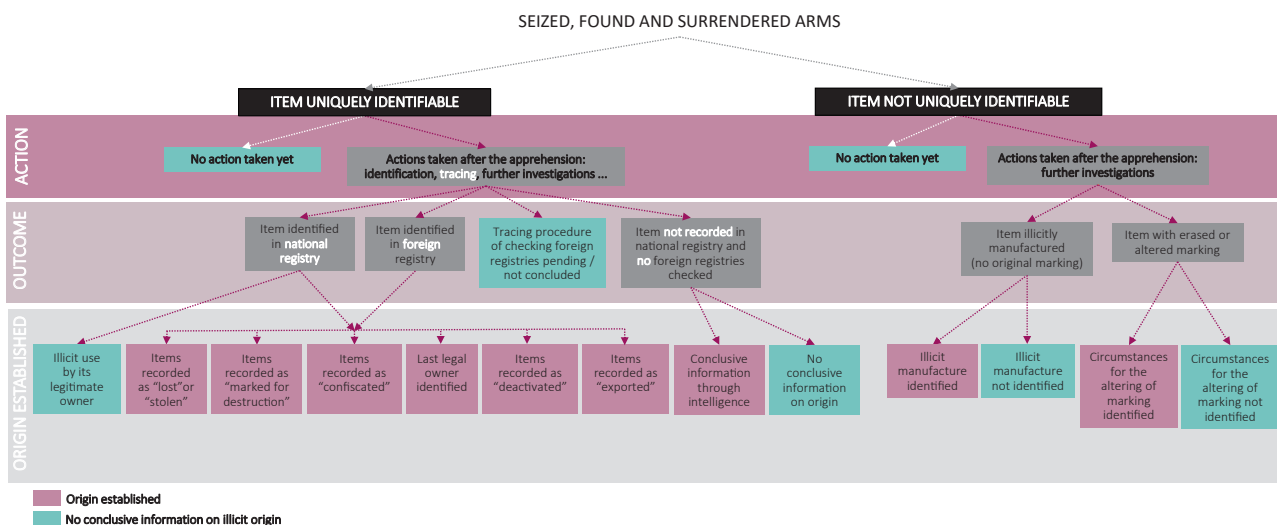 SEIZED, FOUND AND SURRENDERED ARMS
ITEM UNIQUELY IDENTIFIABLE
ITEM NOT UNIQUELY IDENTIFIABLE
ACTION
No action taken yet
Actions taken after the apprehension:
identification, tracing, further investigations ...
No action taken yet
Actions taken after the apprehension:
further investigations
OUTCOME
Item identified
in national
registry
Item identified
in foreign
registry
Tracing procedure
of checking foreign
registries pending /
not concluded
Item not recorded in
national registry and
no foreign registries
checked
Item illicitly
manufactured
(no original marking)
Item with erased or
altered marking
ORIGIN ESTABLISHED
Illicit use
by its
legitimate
owner
Items
recorded
as “lost”or
“stolen”
Items
recorded as
“marked for
destruction”
Items
recorded as
“confiscated”
Last legal
owner
identified
Items
recorded as
“deactivated”
Items
recorded as
“exported”
Conclusive
information
through
intelligence
No
conclusive
information
on origin
Illicit
manufacture
identified
Illicit
manufacture
not identified
Circumstances
for the
altering of
marking
identified
Circumstances
for the
altering of
marking not
identified
Origin established
No conclusive information on illicit origin